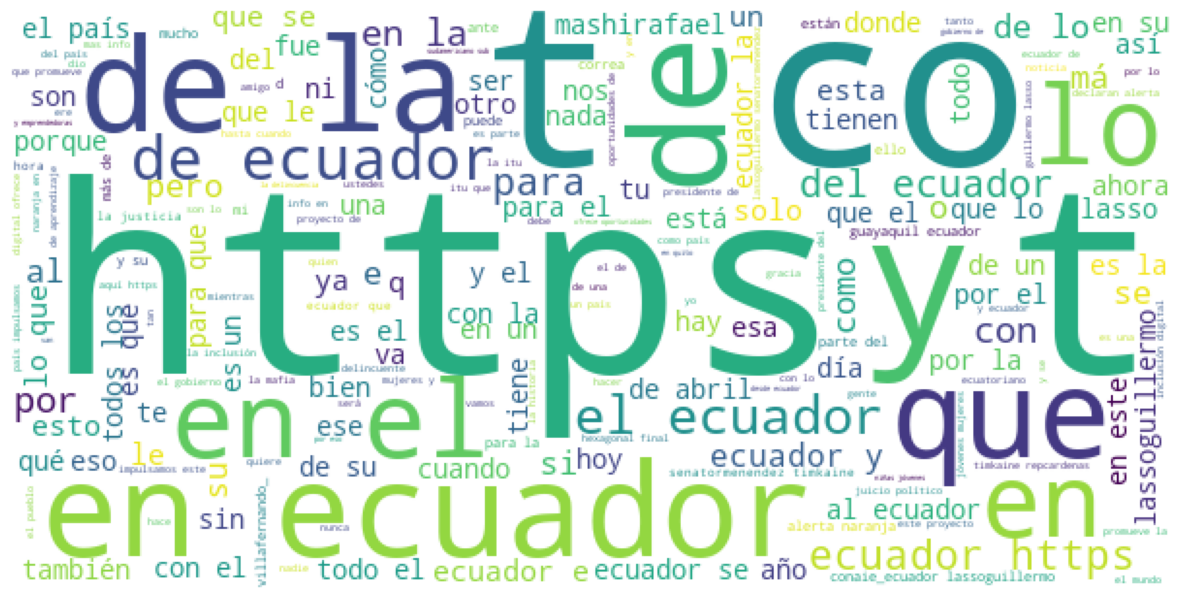 de la
t co
de
lo
https
y t
en ecuador
en el
que
en
de ecuador
el ecuador
del ecuador
ecuador https
ecuador y
el país
que se
fue
en la
mashirafael
un
donde
de lo
en su
así
del
son
ni
cómo
que le
ser
otro
nos
nada
ecuador la
esta
tienen
todo
má
porque
para
tu
pero
una
para el
está
solo
que el
o
que lo
lasso
ahora
al
para que
ya
e
q
y el
hay
esa
como
de un
por el
es la
se
lo que
todos los
es que
un
es
es el
va
con la
en un
día
con
por la
lassoguillermo
en este
por
esto
te
bien
ese
tiene
de abril
qué
eso
le
su
de su
cuando
si
hoy
sin
al ecuador
también
con el
todo el
ecuador e
ecuador se
año
villafernando_
senatormenendez timkaine
juicio político
alerta naranja
este proyecto
conaie_ecuador lassoguillermo
el mundo
promueve la
timkaine repcardenas
niñas jóvenes
jóvenes mujeres
hexagonal final
para la
desde ecuador
con lo
gente
ecuatoriano
y se
es una
inclusión digital
y ecuador
parte del
presidente del
guayaquil ecuador
guillermo lasso
declaran alerta
noticia
por lo
ecuador de
tanto
gobierno de
están
correa
ante
mucho
mas info
del país
dio
que promueve
amigo
d
hasta cuando
puede
es parte
oportunidades de
ello
presidente de
y emprendedoras
hora
más de
naranja en
de aprendizaje
digital ofrece
la justicia
son lo
mi
la delincuencia
ustedes
la itu
itu que
info en
proyecto de
debe
ofrece oportunidades
como país
en quito
gracia
quien
el de
yo
de una
un país
y su
aquí https
mientras
ecuador que
país impulsamos
tan
la inclusión
el gobierno
la mafia
delincuente
mujeres y
la historia
hacer
será
vamos
por eso
impulsamos este
quiere
el pueblo
hace
nunca
nadie